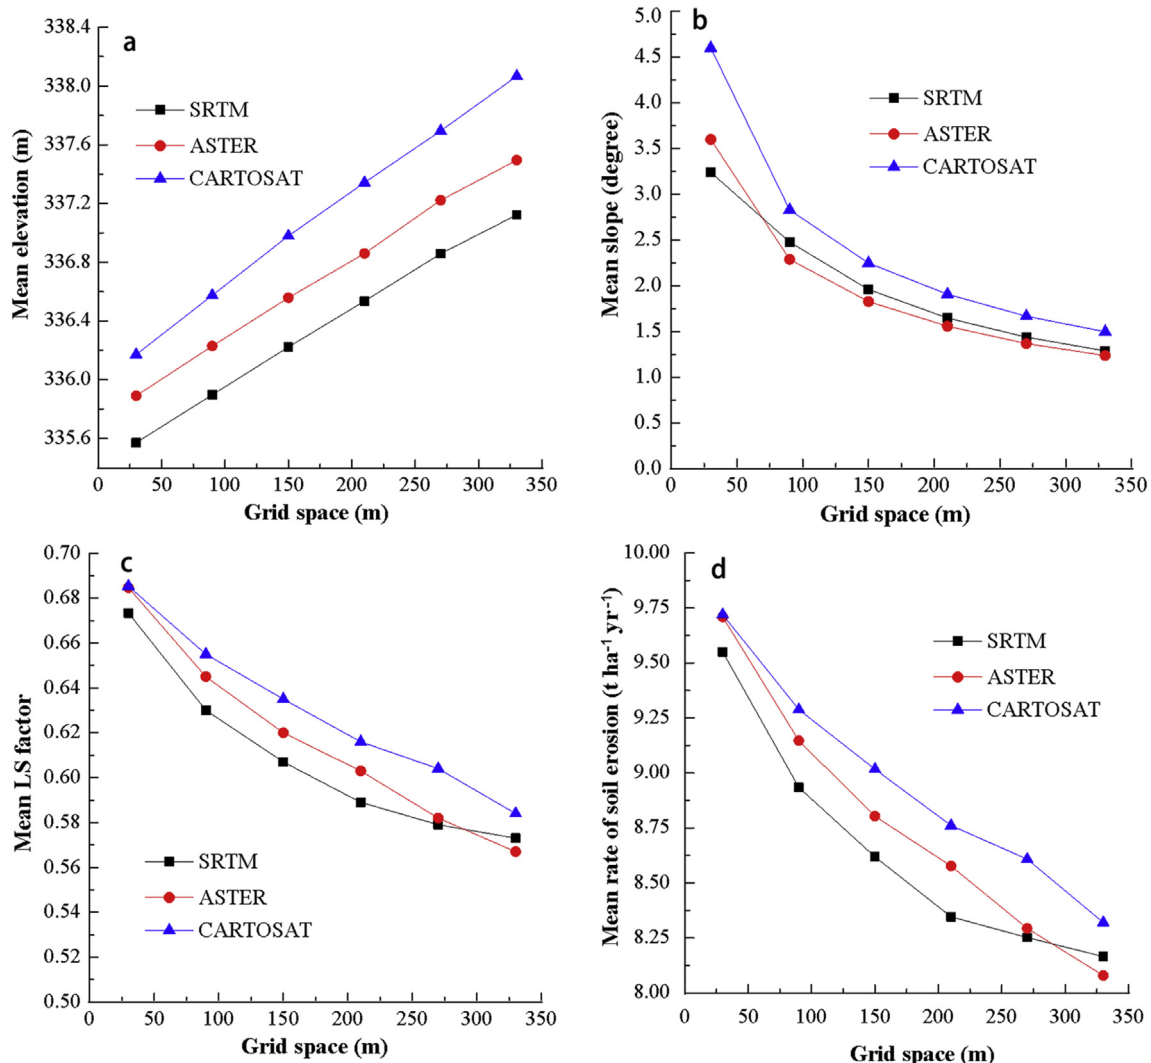 a
338.4
338.0
337.6
337.2
336.8
336.4
336.0
335.6
Mean elevation (m)
SRTM
ASTER
CARTOSAT
0 50 100 150 200 250 300 350
Grid space (m)
b
5.0
4.5
4.0
3.5
3.0
2.5
2.0
1.5
1.0
0.5
0.0
Mean slope (degree)
SRTM
ASTER
CARTOSAT
0 50 100 150 200 250 300 350
Grid space (m)
c
0.70
0.68
0.66
0.64
0.62
0.60
0.58
0.56
0.54
0.52
0.50
Mean LS factor
SRTM
ASTER
CARTOSAT
0 50 100 150 200 250 300 350
Grid space (m)
d
10.00
9.75
9.50
9.25
9.00
8.75
8.50
8.25
8.00
Mean rate of soil erosion (t ha⁻¹ yr⁻¹)
SRTM
ASTER
CARTOSAT
0 50 100 150 200 250 300 350
Grid space (m)